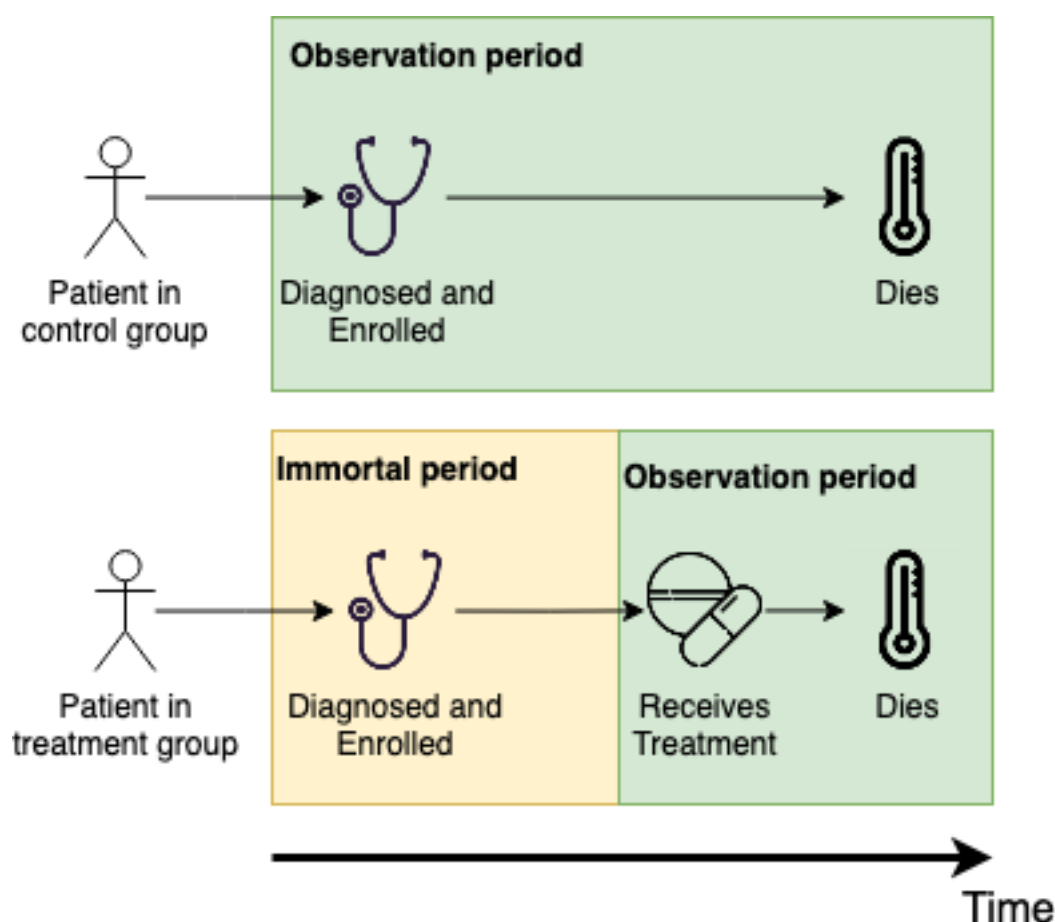 Observation period
Patient in
control group
Diagnosed and
Enrolled
Dies
Immortal period
Observation period
Patient in
treatment group
Diagnosed and
Enrolled
Receives
Treatment
Dies
Time